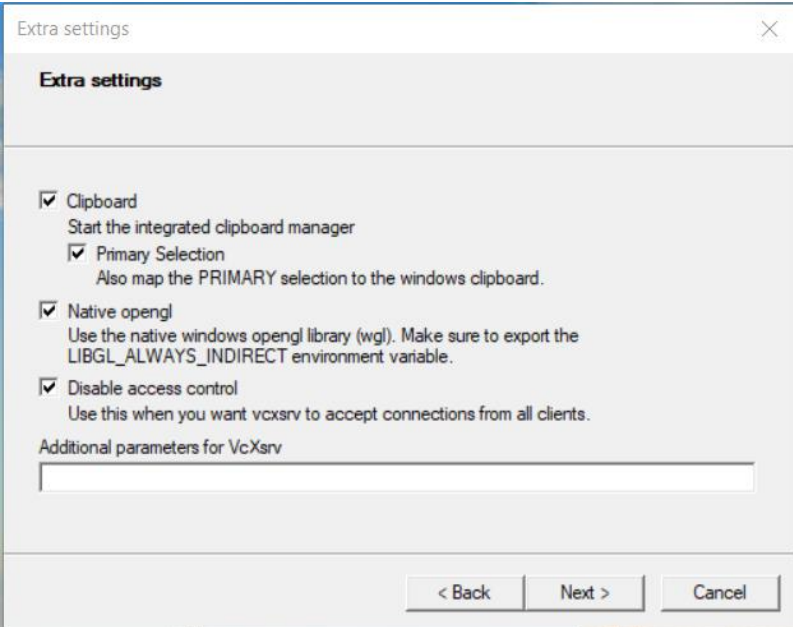 Extra settings
Extra settings
Clipboard
Start the integrated clipboard manager
Primary Selection
Also map the PRIMARY selection to the windows clipboard.
Native opengl
Use the native windows opengl library (wgl). Make sure to export the
LIBGL_ALWAYS_INDIRECT environment variable.
Disable access control
Use this when you want vcxsrv to accept connections from all clients.
Additional parameters for VcXsrv
< Back Next > Cancel